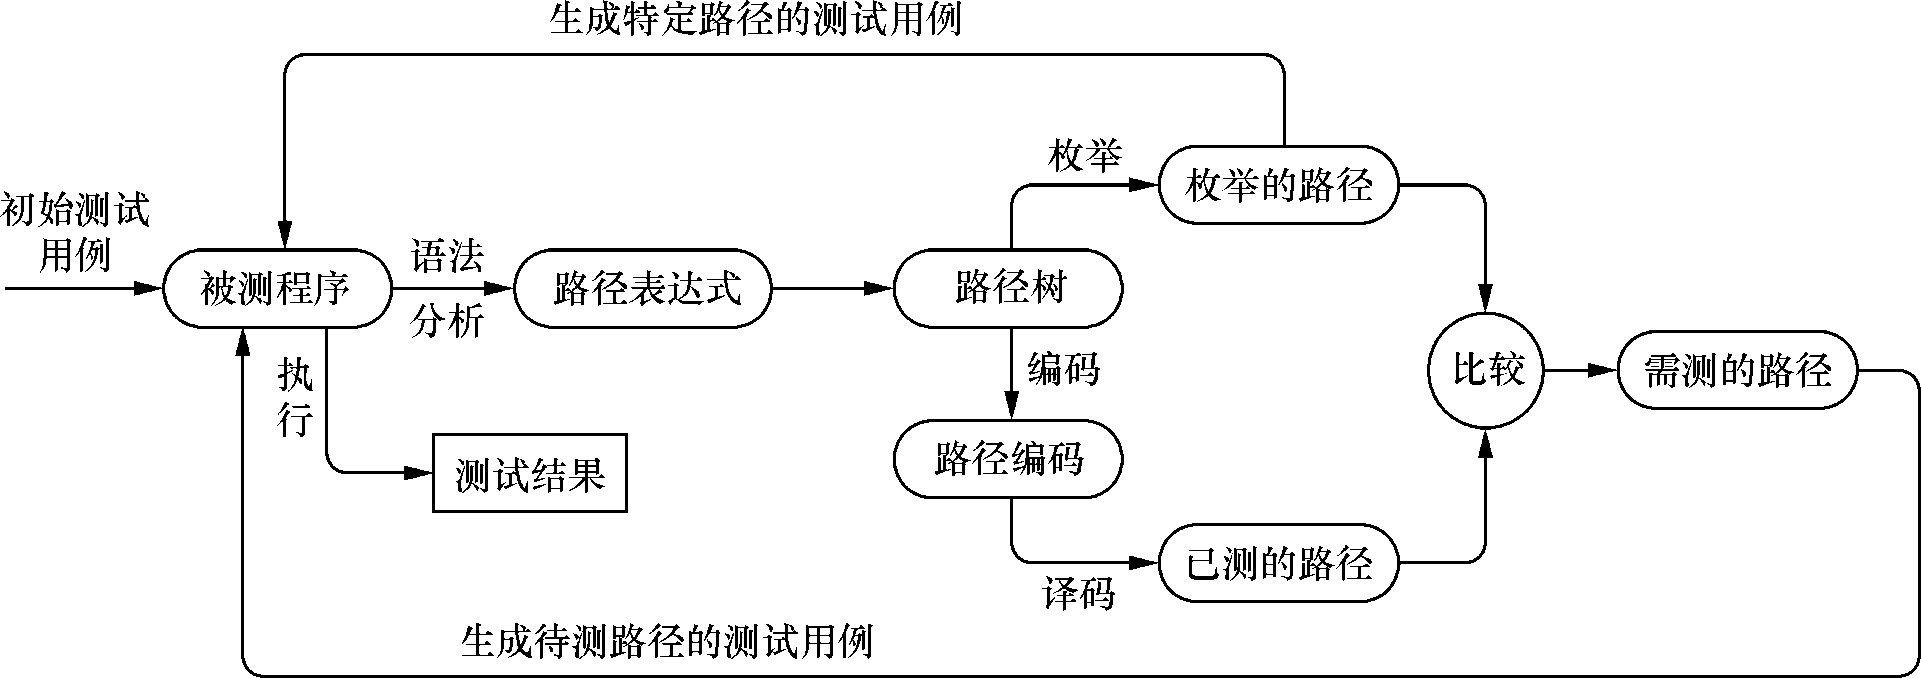 生成特定路径的测试用例
枚举
枚举的路径
初始测试
用例
被测程序
语法
分析
路径表达式
路径树
执
行
编码
比较
需测的路径
测试结果
路径编码
已测的路径
译码
生成待测路径的测试用例